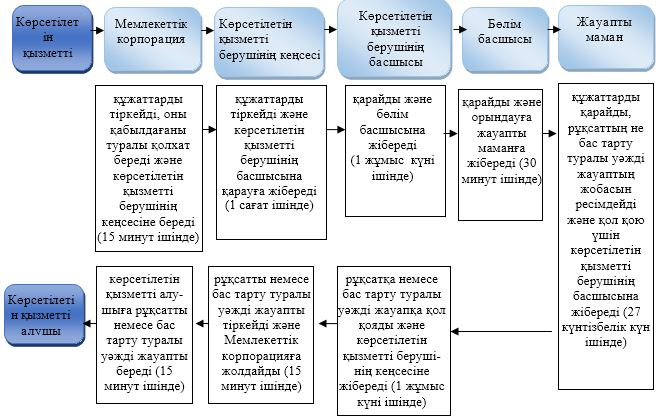 Көрсетілет
ін
қызметті
Мемлекеттік
корпорация
Көрсетілетін
қызметті
берушінің кеңсесі
Көрсетілетін
қызметті
берушінің
басшысы
Бөлім
басшысы
Жауапты
маман
құжаттарды
тіркейді, оны
қабылдағаны
туралы қолхат
береді және
көрсетілетін
қызметті
берушінің
кеңсесіне береді
(15 минут ішінде)
құжаттарды
тіркейді және
көрсетілетін
қызметті
берушінің
басшысына
қарауға жібереді
(1 сағат ішінде)
қарайды және
бөлім
басшысына
жібереді
(1 жұмыс күні
ішінде)
қарайды және
орындауға
жауапты
маманға
жібереді (30
минут ішінде)
құжаттарды
қарайды,
рұқсаттың не
бас тарту
туралы уәжді
жауаптың
жобасын
ресімдейді
және қол қою
үшін
көрсетілетін
қызметті
берушінің
басшысына
жібереді (27
күнтізбелік күн
ішінде)
Көрсетілеті
н қызметті
алушы
көрсетілетін
қызметті алу-
шыға рұқсатты
немесе бас
тарту туралы
уәжді жауапты
береді (15
минут ішінде)
рұқсатты немесе
бас тарту туралы
уәжді жауапты
тіркейді және
Мемлекеттік
корпорацияға
жолдайды (15
минут ішінде)
рұқсатқа немесе
бас тарту туралы
уәжді жауапқа қол
қояды және
көрсетілетін
қызметті беруші-
нің кеңсесіне
жібереді (1 жұмыс
күні ішінде)